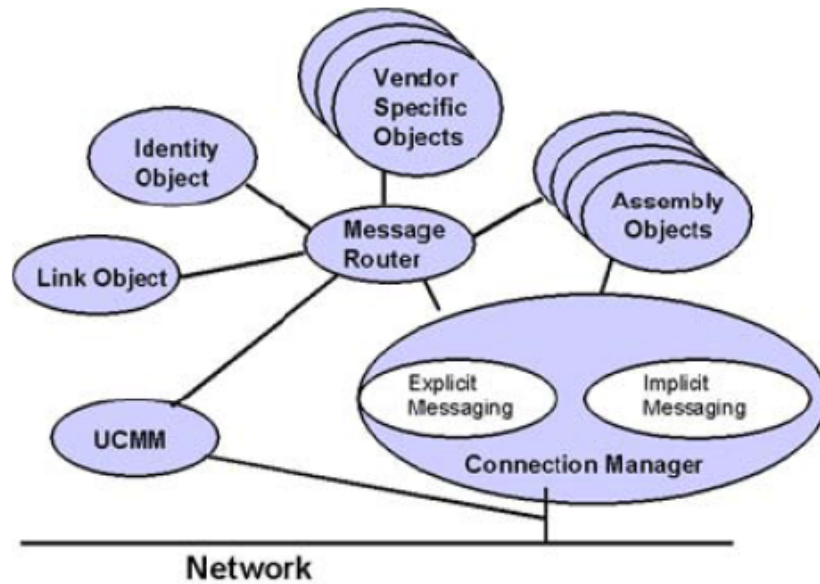 Vendor
Specific
Objects
Identity
Object
Assembly
Objects
Message
Router
Link Object
Explicit
Messaging
Implicit
Messaging
UCMM
Connection Manager
Network